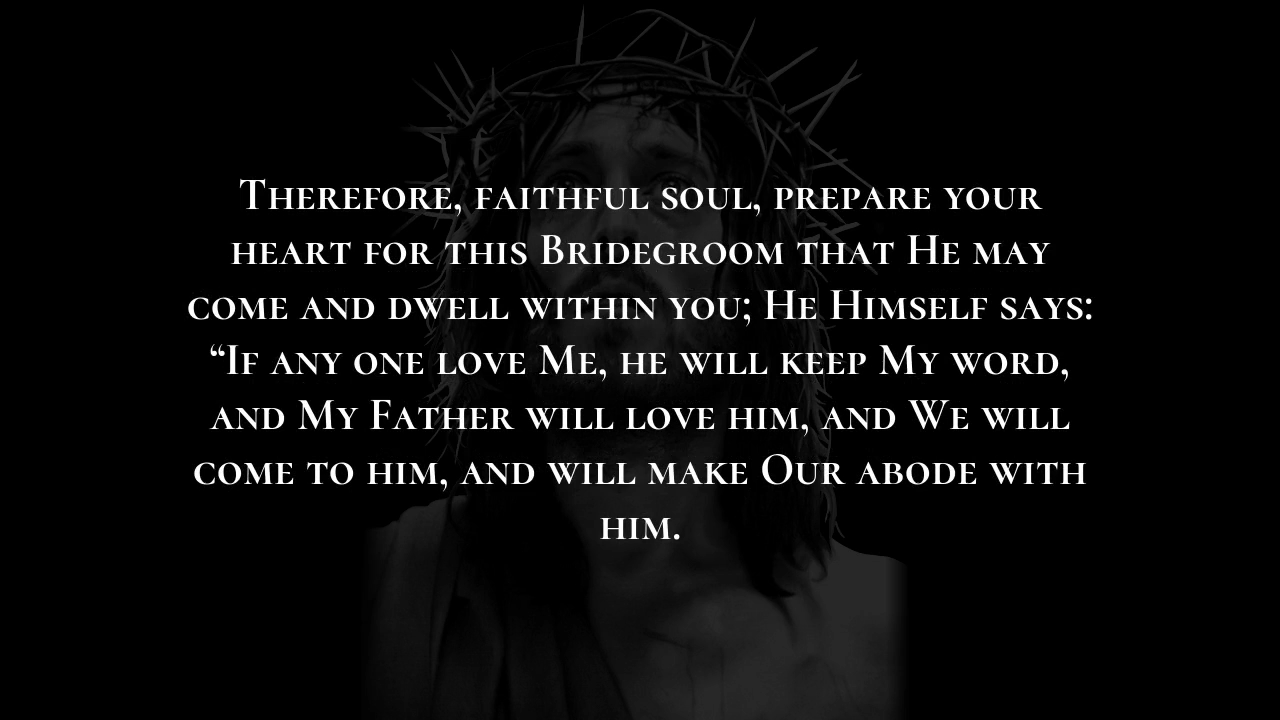 Therefore, faithful soul, prepare your
heart for this Bridegroom that He may
come and dwell within you; He Himself says:
“If any one love Me, he will keep My word,
and My Father will love him, and We will
come to him, and will make Our abode with
him.